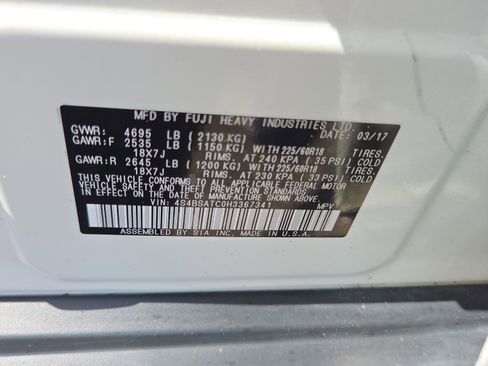 MFD BY FUJI HEAVY INDUSTRIES LTD. DATE: 03/17
GVWR: 4695 LB ( 2130 KG)
GAWR:F 2535 LB ( 1150 KG) WITH 225/60R18 TIRES.
18X7J RIMS. AT 240 KPA ( 35 PSI) COLD
GAWR:R 2645 LB ( 1200 KG) WITH 225/60R18 TIRES.
18X7J RIMS. AT 230 KPA ( 33 PSI) COLD
THIS VEHICLE CONFORMS TO ALL APPLICABLE FEDERAL MOTOR
VEHICLE SAFETY AND THEFT PREVENTION STANDARDS
IN EFFECT ON THE DATE OF MANUFACTURE SHOWN ABOVE.
VIN: 4S4BSATC0H3367341 MPV
ASSEMBLED BY SIA INC. MADE IN U.S.A.